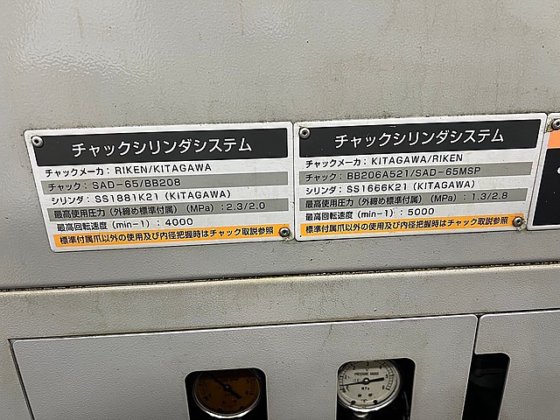 チャックシリンダシステム
チャックメーカ: RIKEN/KITAGAWA
チャック: SAD-65/BB208
シリンダ: SS1881K21 (KITAGAWA)
最高使用圧力 (外締め標準付属) (MPa) :2.3/2.0
最高回転速度 (min-1) :4000
標準付属爪以外の使用及び内径把握時はチャック取説参照
チャックシリンダシステム
チャックメーカ: KITAGAWA/RIKEN
チャック: BB206A521/SAD-65MSP
シリンダ: SS1666K21 (KITAGAWA)
最高使用圧力 (外締め標準付属) (MPa) :1.3/2.8
最高回転速度 (min-1) : 5000
標準付属爪以外の使用及び内径把握時はチャック取説参照
PRESSURE GAUGE
MPa